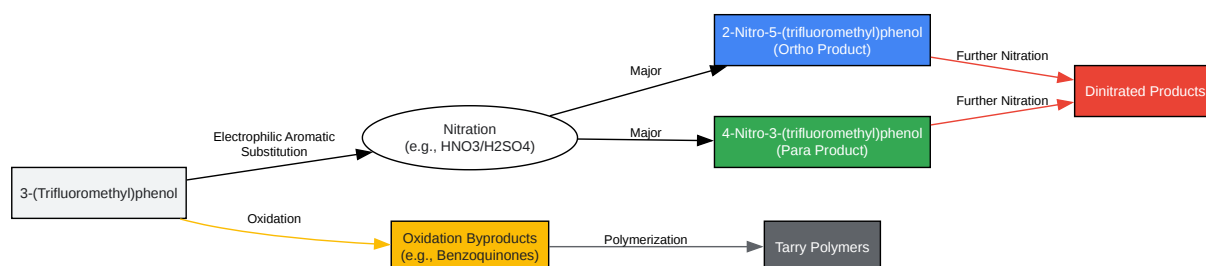 3-(Trifluoromethyl)phenol
Electrophilic Aromatic
Substitution
Nitration
(e.g., HNO3/H2SO4)
Major
2-Nitro-5-(trifluoromethyl)phenol
(Ortho Product)
Further Nitration
Major
4-Nitro-3-(trifluoromethyl)phenol
(Para Product)
Further Nitration
Dinitrated Products
Oxidation
Oxidation Byproducts
(e.g., Benzoquinones)
Polymerization
Tarry Polymers